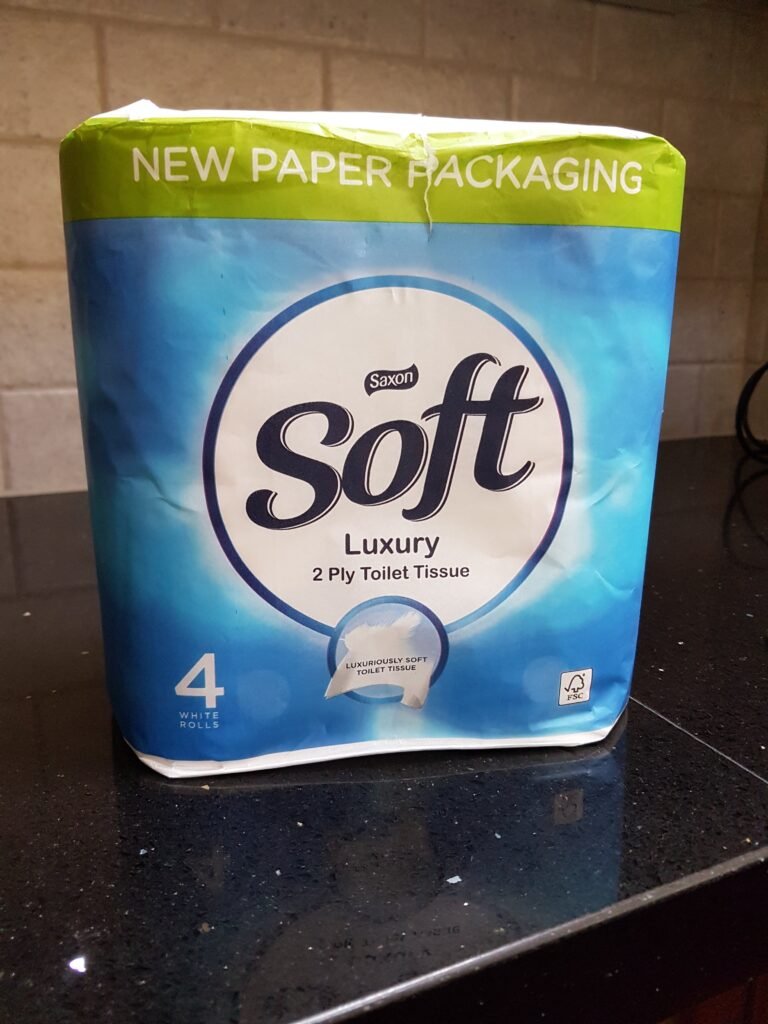 NEW PAPER PACKAGING
Saxon
Soft
Luxury
2 Ply Toilet Tissue
LUXURIOUSLY SOFT
TOILET TISSUE
4
WHITE
ROLLS
FSC